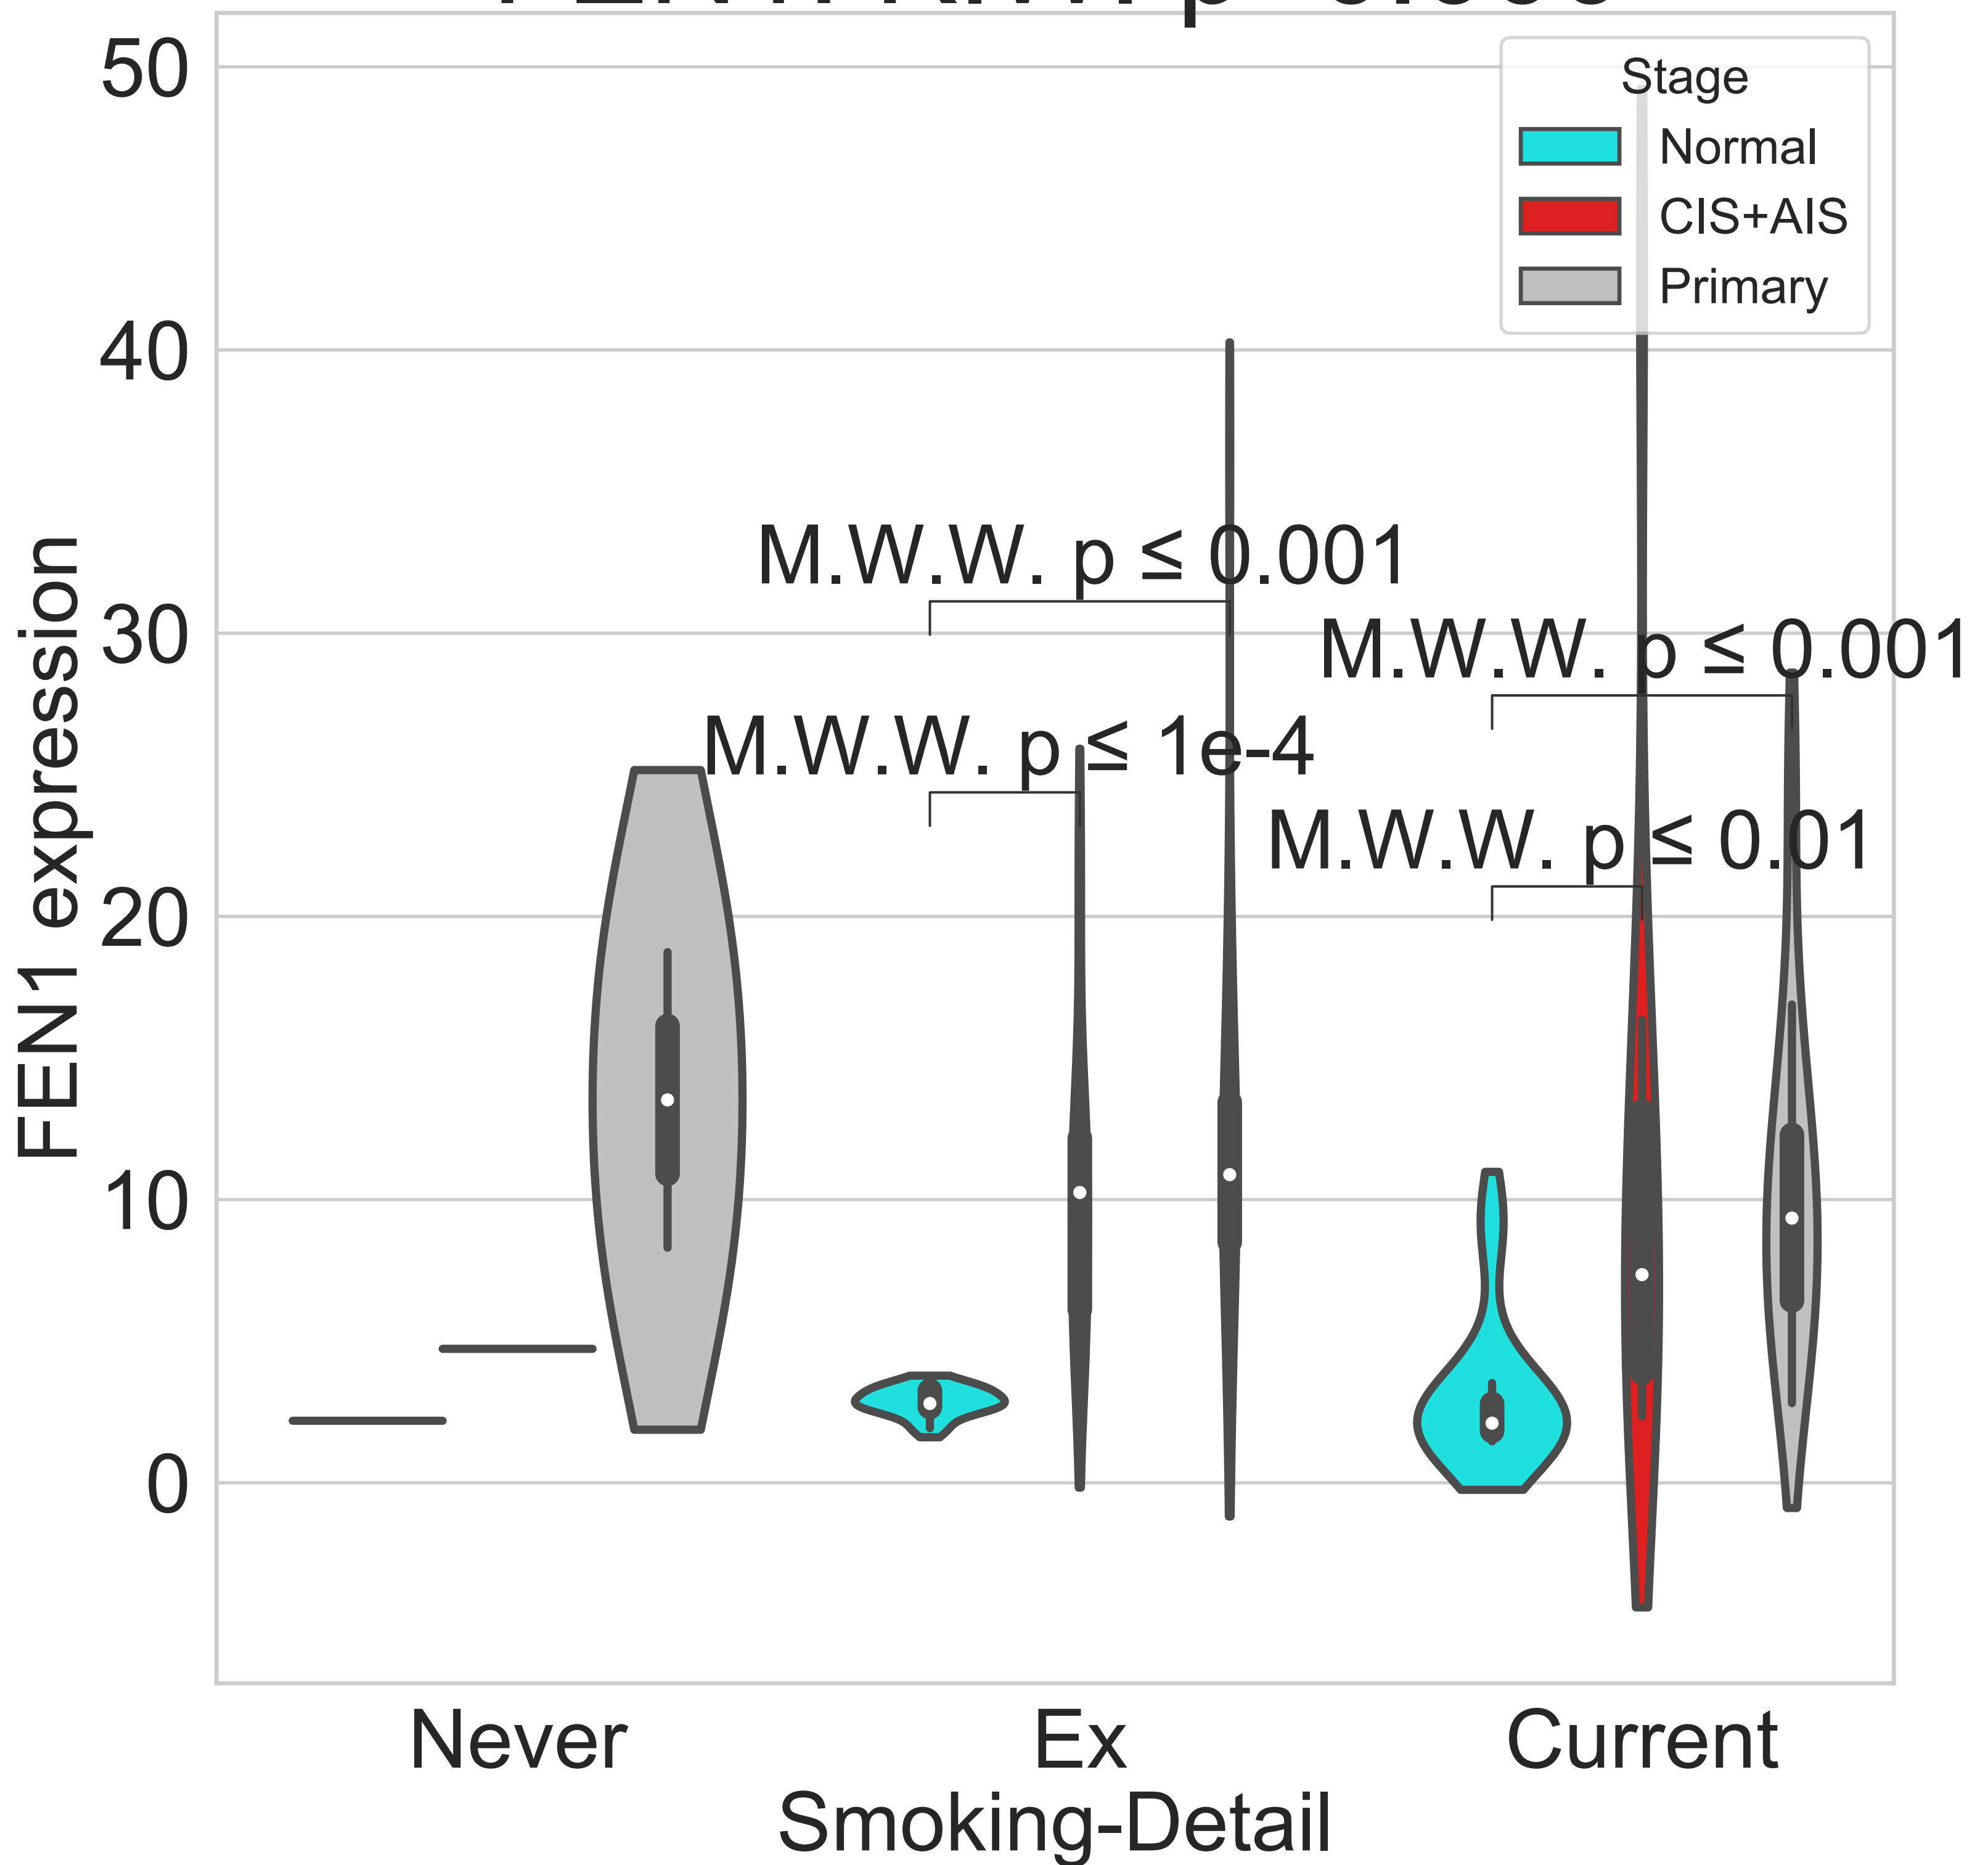 50
40
30
20
10
0
FEN1 expression
Stage
Normal
CIS+AIS
Primary
M.W.W. p ≤ 0.001
M.W.W. p ≤ 0.001
M.W.W. p ≤ 1e-4
M.W.W. p ≤ 0.01
Never
Ex
Current
Smoking-Detail